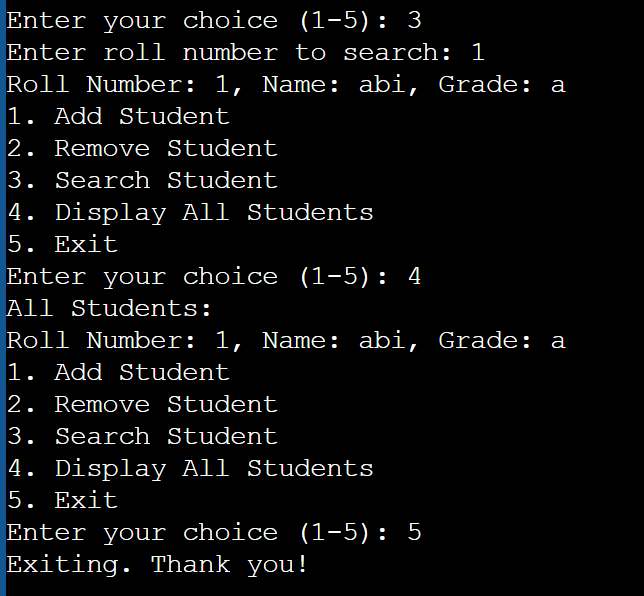 Enter your choice (1-5): 3
Enter roll number to search: 1
Roll Number: 1, Name: abi, Grade: a
1. Add Student
2. Remove Student
3. Search Student
4. Display All Students
5. Exit
Enter your choice (1-5): 4
All Students:
Roll Number: 1, Name: abi, Grade: a
1. Add Student
2. Remove Student
3. Search Student
4. Display All Students
5. Exit
Enter your choice (1-5): 5
Exiting. Thank you!